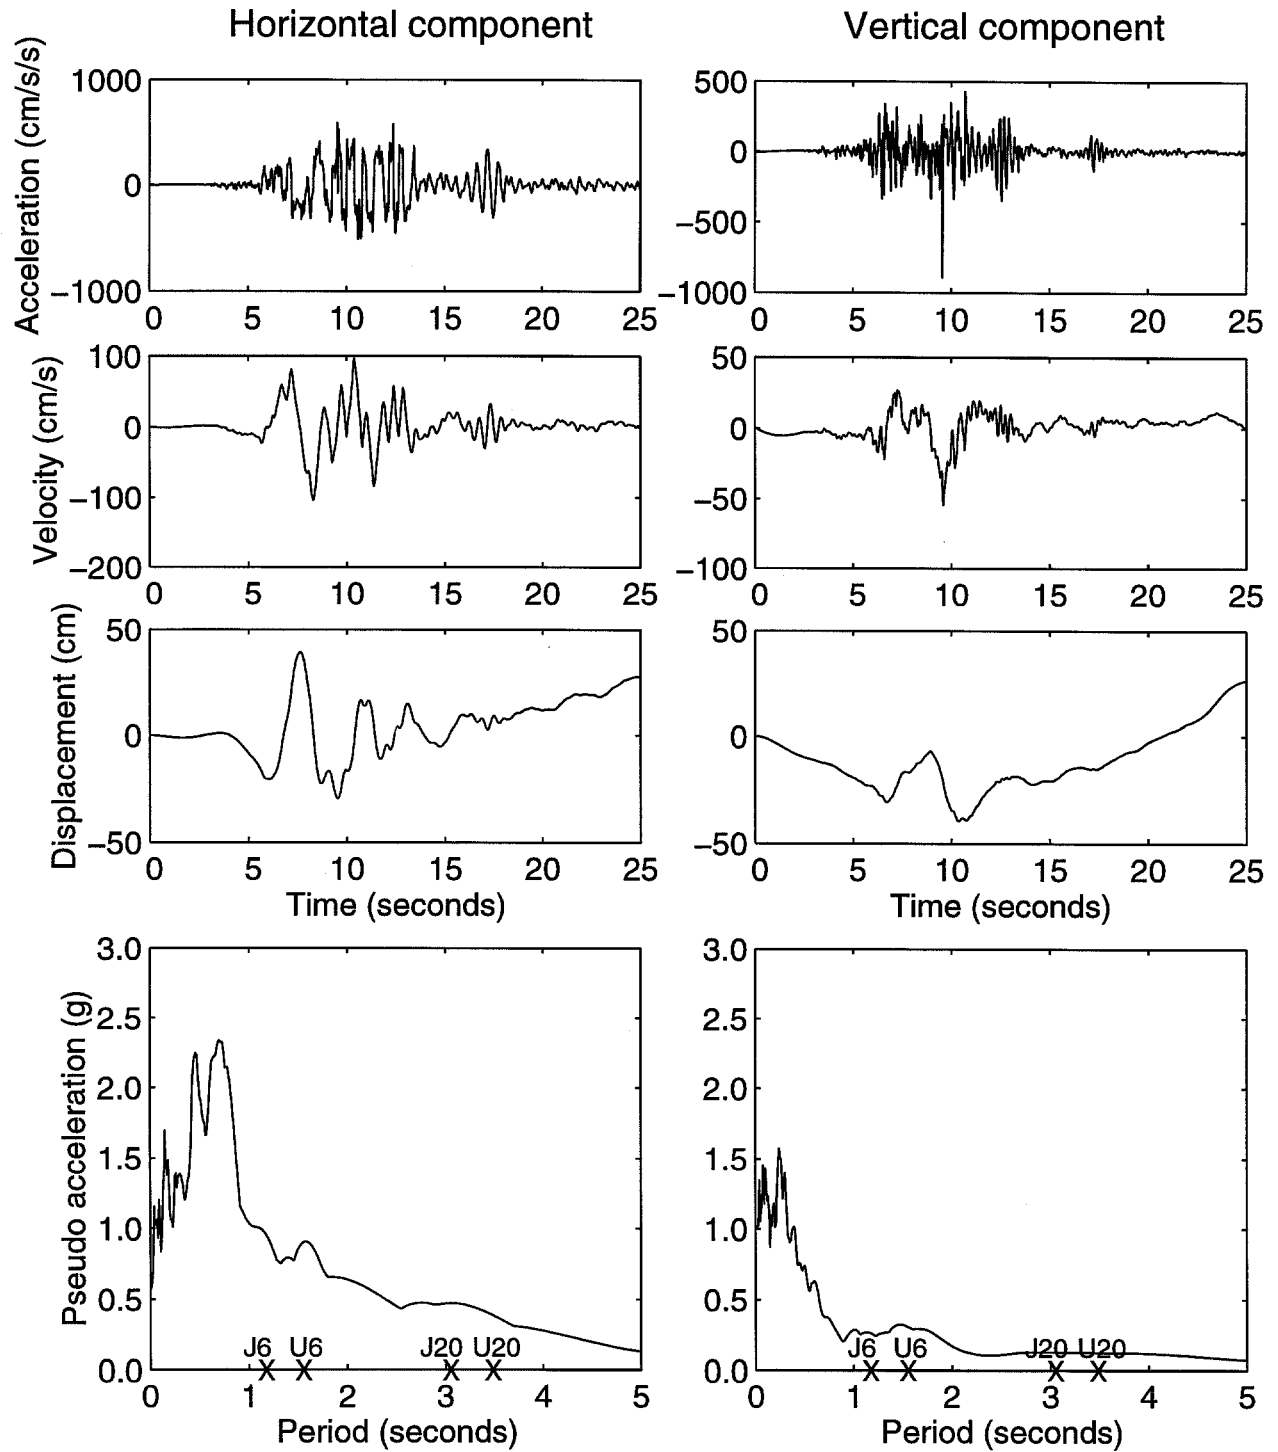 Horizontal component
Vertical component
Acceleration (cm/s/s)
1000
0
−1000
0 5 10 15 20 25
500
0
−500
−1000
0 5 10 15 20 25
Velocity (cm/s)
100
0
−100
−200
0 5 10 15 20 25
50
0
−50
−100
0 5 10 15 20 25
Displacement (cm)
50
0
−50
0 5 10 15 20 25
Time (seconds)
50
0
−50
0 5 10 15 20 25
Time (seconds)
Pseudo acceleration (g)
3.0
2.5
2.0
1.5
1.0
0.5
0.0
J6 U6 J20 U20
0 1 2 3 4 5
Period (seconds)
3.0
2.5
2.0
1.5
1.0
0.5
0.0
J6 U6 J20 U20
0 1 2 3 4 5
Period (seconds)